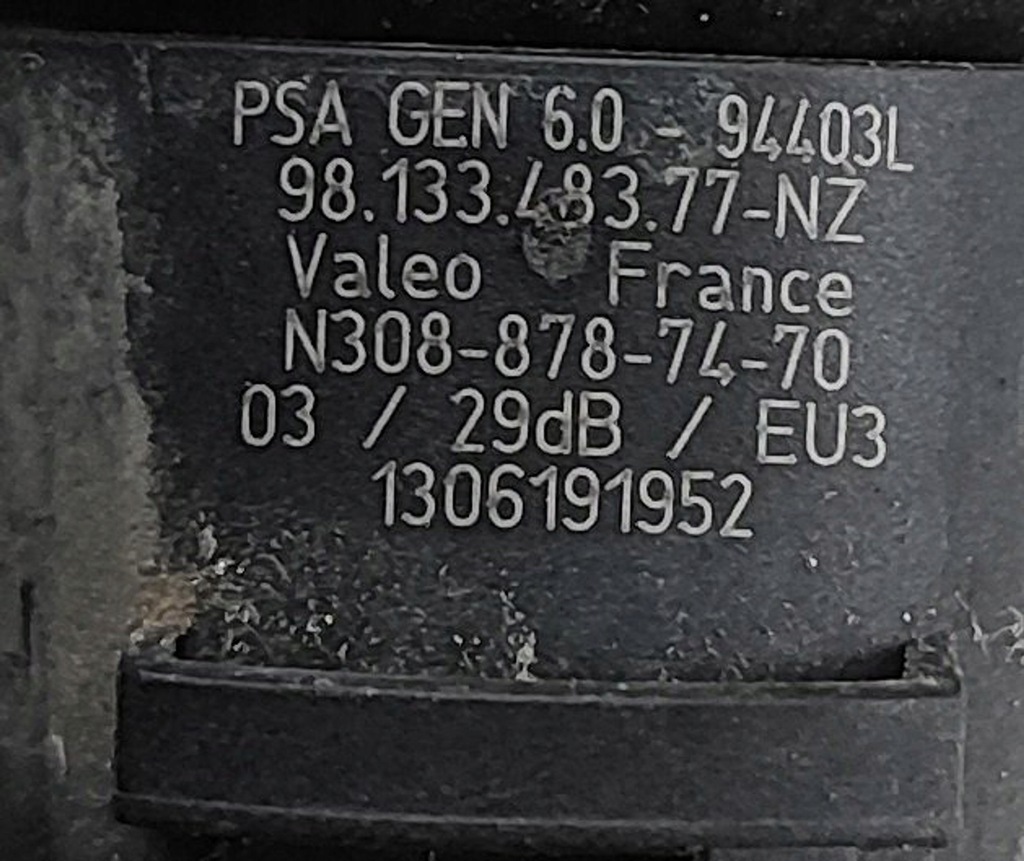 PSA GEN 6.0 - 94403L
98.133.483.77-NZ
Valeo France
N308-878-74-70
03 / 29dB / EU3
1306191952